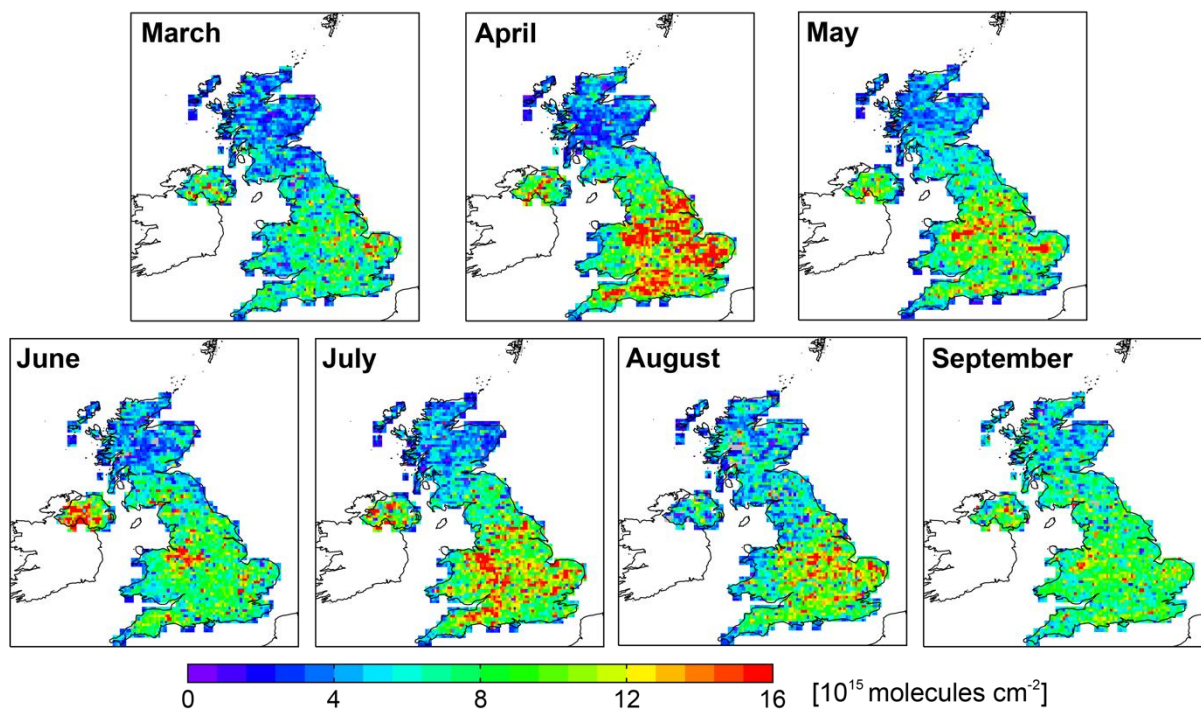 March
April
May
June
July
August
September
0 4 8 12 16 [10¹⁵ molecules cm⁻²]